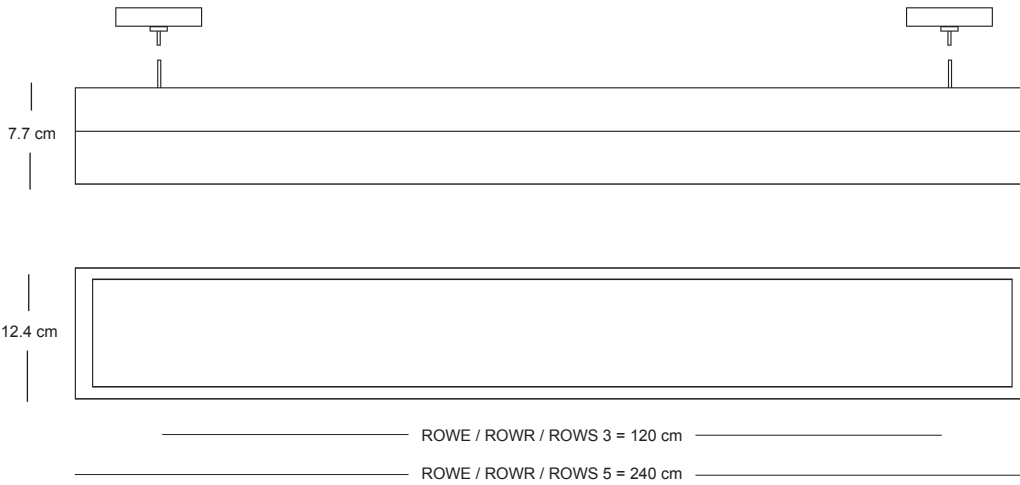 7.7 cm
12.4 cm
ROWE / ROWR / ROWS 3 = 120 cm
ROWE / ROWR / ROWS 5 = 240 cm